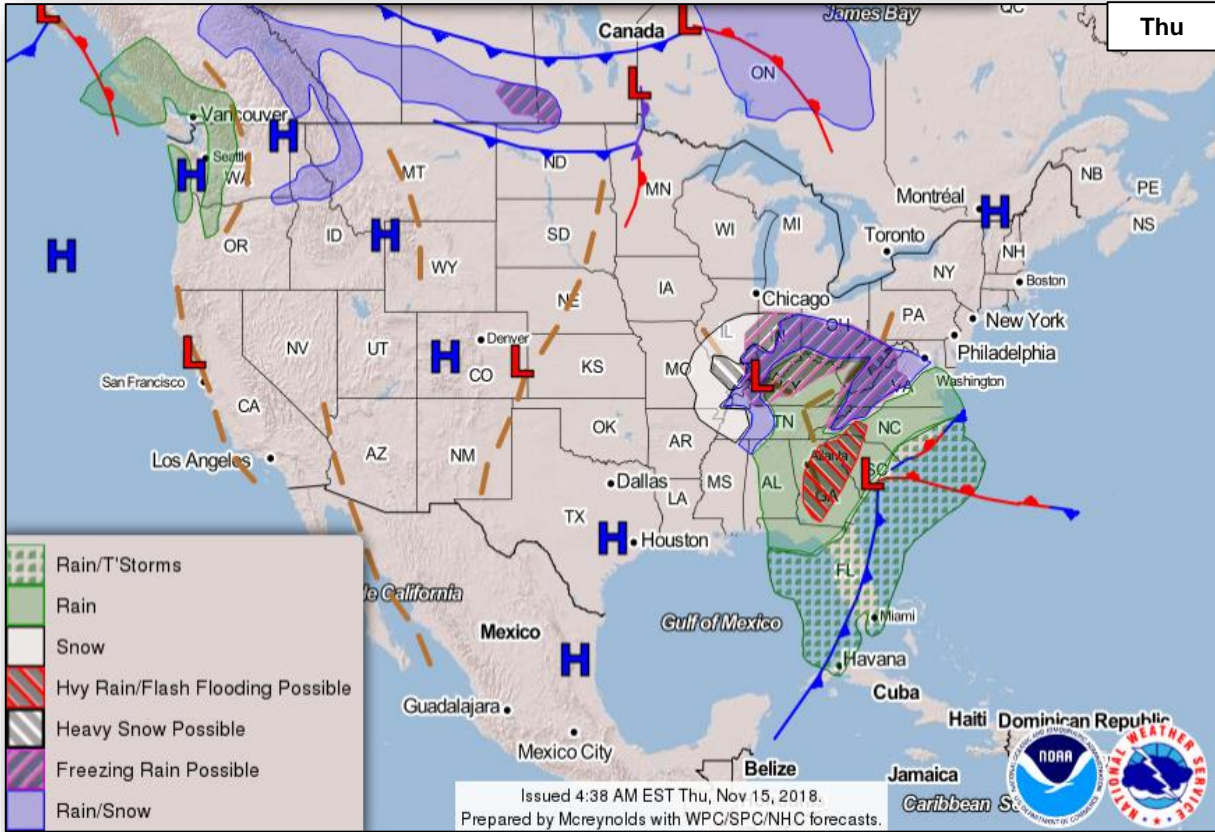 Thu
James Bay
QC
L
L
Canada
ON
L
Vancouver
H
Seattle
H
WA
MT
ND
MN
NB
PE
Montréal
H
NS
OR
ID
H
SD
WI
MI
Toronto
NH
H
WY
NY
Boston
IA
Chicago
NE
PA
New York
NV
UT
Denver
H
L
CO
KS
MO
IL
IN
OH
L
Philadelphia
San Francisco
L
VA
Washington
CA
OK
AR
TN
NC
Los Angeles
AZ
NM
Atlanta
SC
L
Dallas
MS
AL
GA
LA
TX
H
Houston
FL
Miami
Rain/T'Storms
Rain
Snow
Hvy Rain/Flash Flooding Possible
Heavy Snow Possible
Freezing Rain Possible
Rain/Snow
California
Mexico
Gulf of Mexico
H
Havana
Cuba
Guadalajara
Haiti
Dominican Republic
Mexico City
Belize
Jamaica
Caribbean
Issued 4:38 AM EST Thu, Nov 15, 2018.
Prepared by Mcreynolds with WPC/SPC/NHC forecasts.
NOAA
NATIONAL WEATHER SERVICE